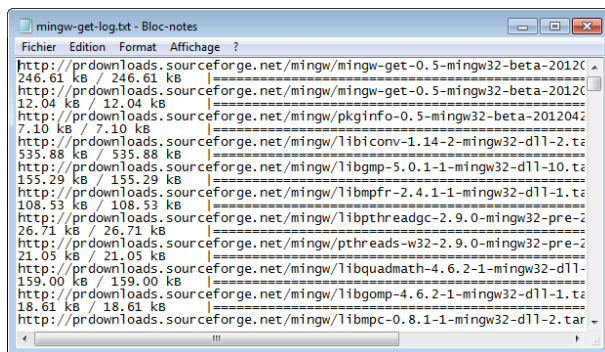 mingw-get-log.txt - Bloc-notes
Fichier Edition Format Affichage ?
http://prdownloads.sourceforge.net/mingw/mingw-get-0.5-mingw32-beta-20120
246.61 kB / 246.61 kB |================================================
http://prdownloads.sourceforge.net/mingw/mingw-get-0.5-mingw32-beta-20120
12.04 kB / 12.04 kB |================================================
http://prdownloads.sourceforge.net/mingw/pkginfo-0.5-mingw32-beta-2012042
7.10 kB / 7.10 kB |================================================
http://prdownloads.sourceforge.net/mingw/libiconv-1.14-2-mingw32-dll-2.ta
535.88 kB / 535.88 kB |================================================
http://prdownloads.sourceforge.net/mingw/libgmp-5.0.1-1-mingw32-dll-10.ta
155.29 kB / 155.29 kB |================================================
http://prdownloads.sourceforge.net/mingw/libmpfr-2.4.1-1-mingw32-dll-1.ta
108.53 kB / 108.53 kB |================================================
http://prdownloads.sourceforge.net/mingw/libpthreadgc-2.9.0-mingw32-pre-2
26.71 kB / 26.71 kB |================================================
http://prdownloads.sourceforge.net/mingw/pthreads-w32-2.9.0-mingw32-pre-2
21.05 kB / 21.05 kB |================================================
http://prdownloads.sourceforge.net/mingw/libquadmath-4.6.2-1-mingw32-dll-
159.00 kB / 159.00 kB |================================================
http://prdownloads.sourceforge.net/mingw/libgomp-4.6.2-1-mingw32-dll-1.ta
18.61 kB / 18.61 kB |================================================
http://prdownloads.sourceforge.net/mingw/libmpc-0.8.1-1-mingw32-dll-2.tar